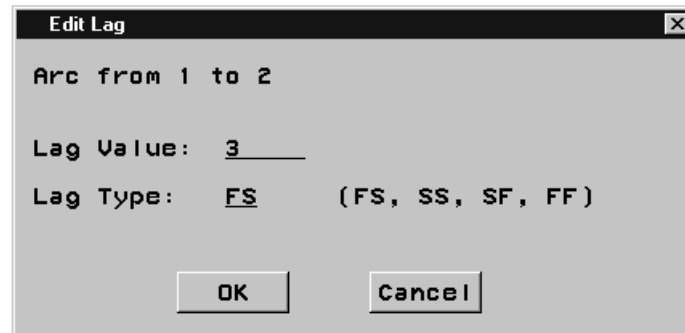 Edit Lag
Arc from 1 to 2
Lag Value: 3
Lag Type: FS (FS, SS, SF, FF)
OK Cancel